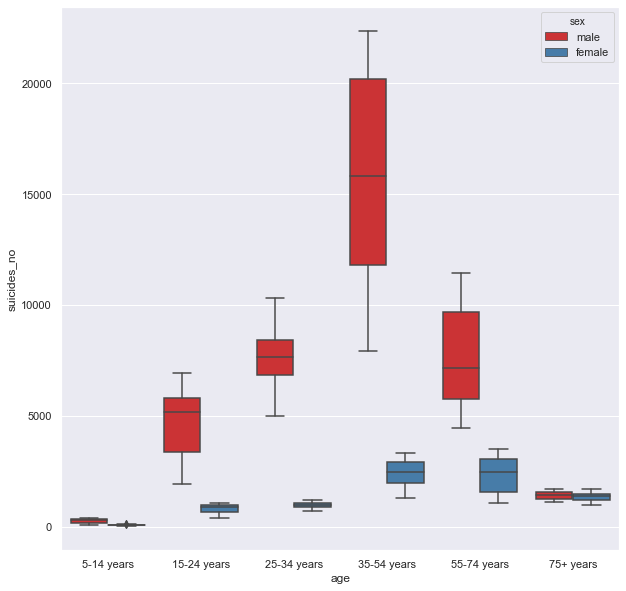 sex
male
female
20000
15000
10000
5000
0
suicides_no
5-14 years
15-24 years
25-34 years
35-54 years
55-74 years
75+ years
age